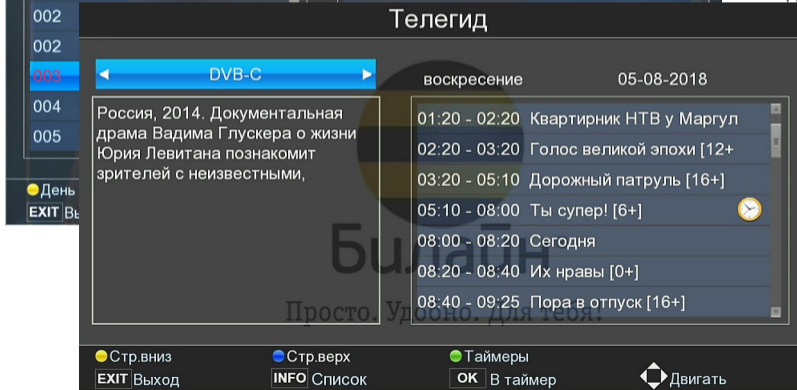 002
002
003
004
005
День
EXIT Вы
Телегид
DVB-C
воскресение 05-08-2018
Россия, 2014. Документальная
драма Вадима Глускера о жизни
Юрия Левитана познакомит
зрителей с неизвестными,
01:20 - 02:20 Квартирник НТВ у Маргул
02:20 - 03:20 Голос великой эпохи [12+
03:20 - 05:10 Дорожный патруль [16+]
05:10 - 08:00 Ты супер! [6+]
08:00 - 08:20 Сегодня
08:20 - 08:40 Их нравы [0+]
08:40 - 09:25 Пора в отпуск [16+]
Билайн
Просто. Удобно. Для тебя!
Стр.вниз Стр.верх Таймеры
EXIT Выход INFO Список OK В таймер Двигать